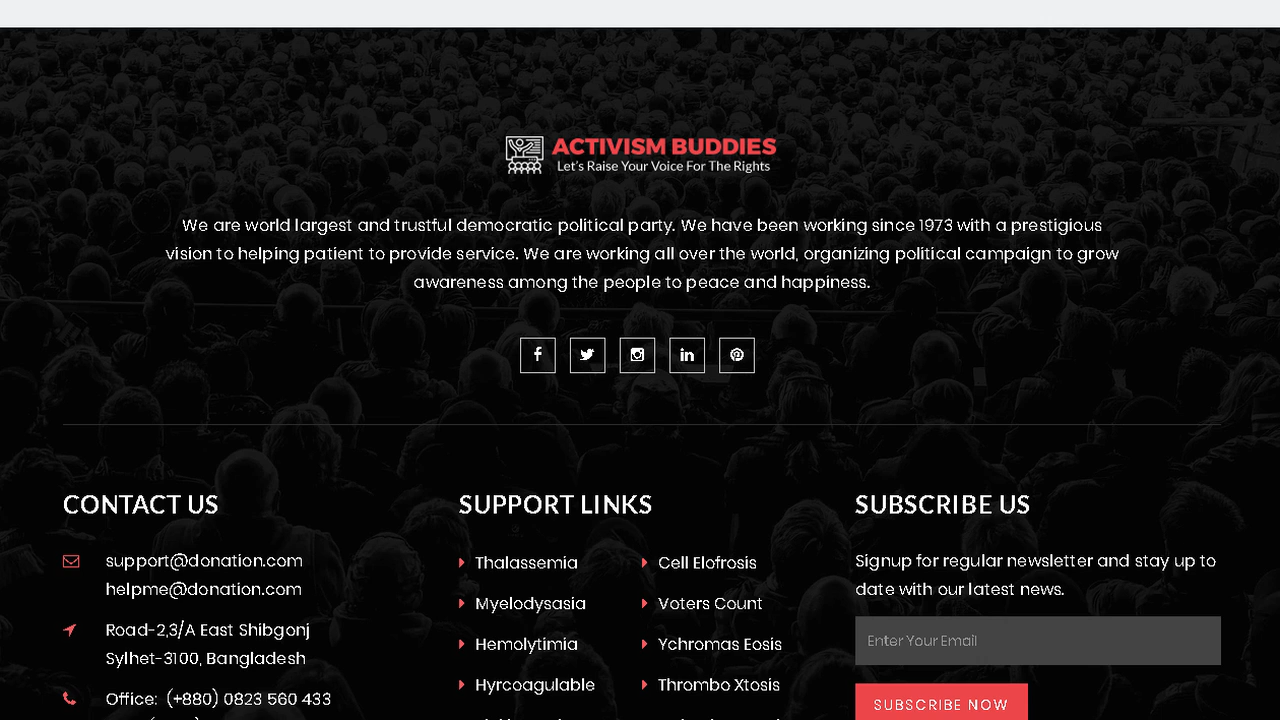 ACTIVISM BUDDIES
Let's Raise Your Voice For The Rights
We are world largest and trustful democratic political party. We have been working since 1973 with a prestigious
vision to helping patient to provide service. We are working all over the world, organizing political campaign to grow
awareness among the people to peace and happiness.
CONTACT US
support@donation.com
helpme@donation.com
Road-2,3/A East Shibgonj
Sylhet-3100, Bangladesh
Office: (+880) 0823 560 433
SUPPORT LINKS
Thalassemia
Myelodysasia
Hemolytimia
Hyrcoagulable
Cell Elofrosis
Voters Count
Ychromas Eosis
Thrombo Xtosis
SUBSCRIBE US
Signup for regular newsletter and stay up to
date with our latest news.
Enter Your Email
SUBSCRIBE NOW